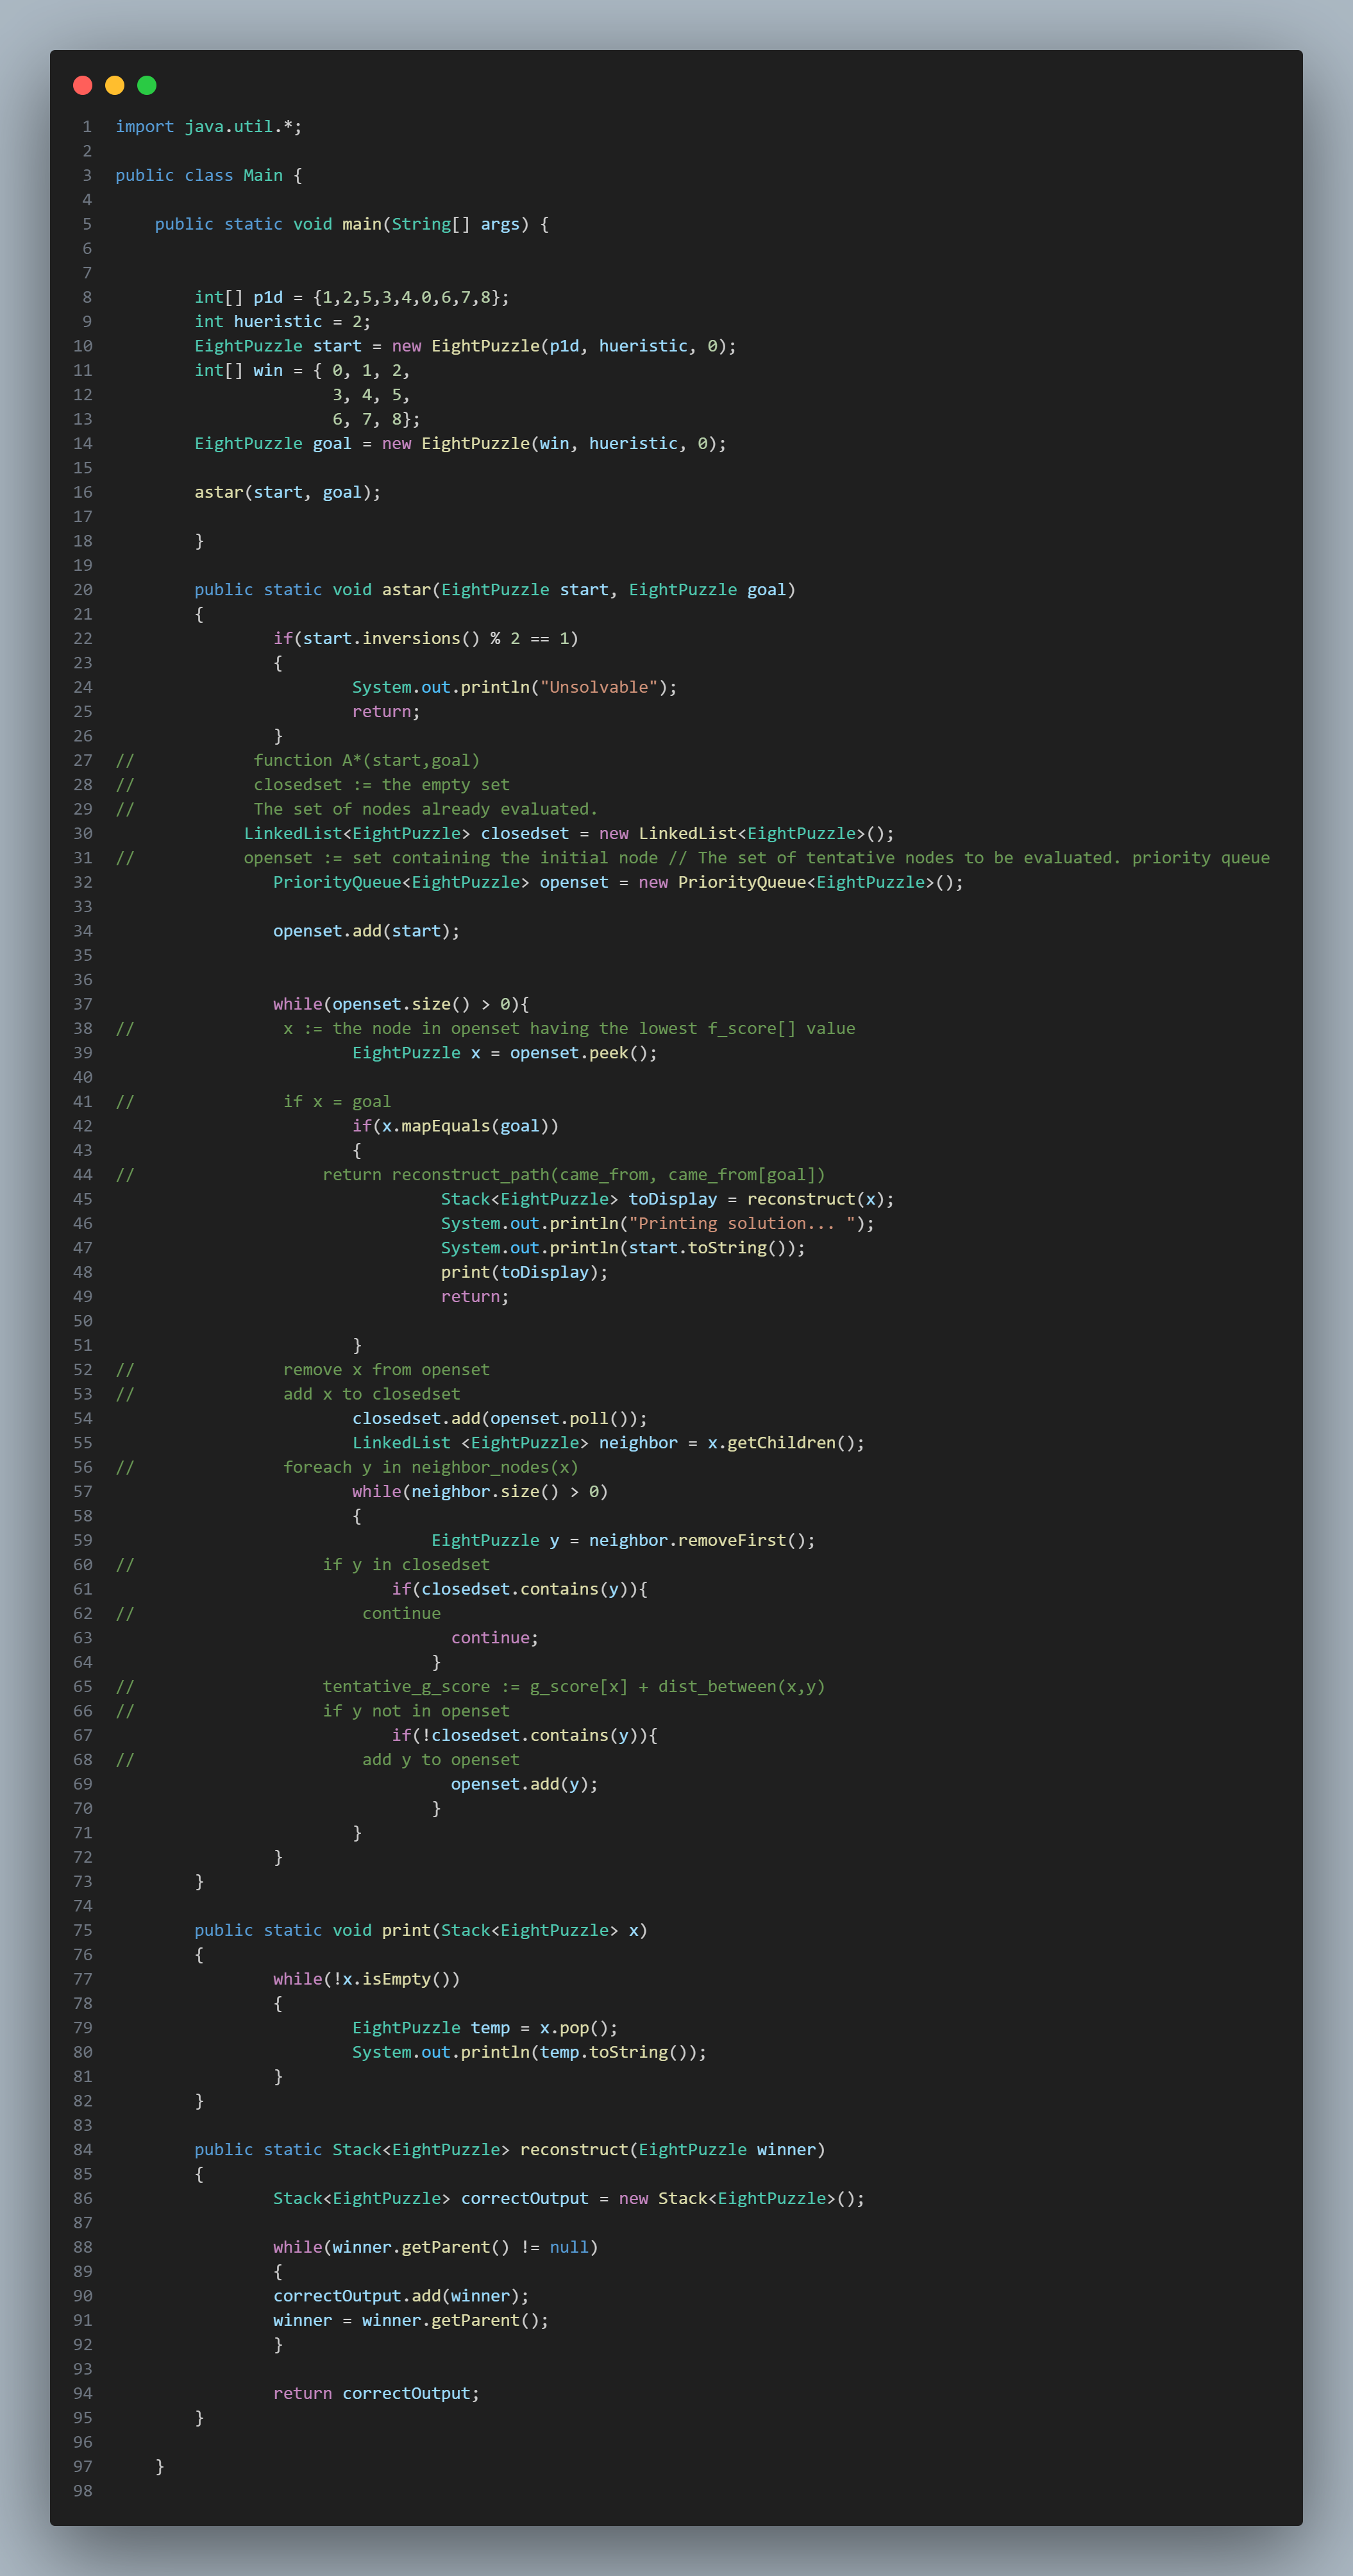 1 import java.util.*;
2
3 public class Main {
4
5     public static void main(String[] args) {
6
7
8         int[] p1d = {1,2,5,3,4,0,6,7,8};
9         int hueristic = 2;
10         EightPuzzle start = new EightPuzzle(p1d, hueristic, 0);
11         int[] win = { 0, 1, 2,
12                       3, 4, 5,
13                       6, 7, 8};
14         EightPuzzle goal = new EightPuzzle(win, hueristic, 0);
15
16         astar(start, goal);
17
18         }
19
20         public static void astar(EightPuzzle start, EightPuzzle goal)
21         {
22                 if(start.inversions() % 2 == 1)
23                 {
24                         System.out.println("Unsolvable");
25                         return;
26                 }
27 //            function A*(start,goal)
28 //            closedset := the empty set
29 //            The set of nodes already evaluated.
30              LinkedList<EightPuzzle> closedset = new LinkedList<EightPuzzle>();
31 //           openset := set containing the initial node // The set of tentative nodes to be evaluated. priority queue
32                 PriorityQueue<EightPuzzle> openset = new PriorityQueue<EightPuzzle>();
33
34                 openset.add(start);
35
36
37                 while(openset.size() > 0){
38 //               x := the node in openset having the lowest f_score[] value
39                         EightPuzzle x = openset.peek();
40
41 //               if x = goal
42                         if(x.mapEquals(goal))
43                         {
44 //                   return reconstruct_path(came_from, came_from[goal])
45                                  Stack<EightPuzzle> toDisplay = reconstruct(x);
46                                  System.out.println("Printing solution... ");
47                                  System.out.println(start.toString());
48                                  print(toDisplay);
49                                  return;
50
51                         }
52 //               remove x from openset
53 //               add x to closedset
54                         closedset.add(openset.poll());
55                         LinkedList <EightPuzzle> neighbor = x.getChildren();
56 //               foreach y in neighbor_nodes(x)
57                         while(neighbor.size() > 0)
58                         {
59                                 EightPuzzle y = neighbor.removeFirst();
60 //                   if y in closedset
61                             if(closedset.contains(y)){
62 //                       continue
63                                   continue;
64                                 }
65 //                   tentative_g_score := g_score[x] + dist_between(x,y)
66 //                   if y not in openset
67                             if(!closedset.contains(y)){
68 //                       add y to openset
69                                   openset.add(y);
70                                 }
71                         }
72                 }
73         }
74
75         public static void print(Stack<EightPuzzle> x)
76         {
77                 while(!x.isEmpty())
78                 {
79                         EightPuzzle temp = x.pop();
80                         System.out.println(temp.toString());
81                 }
82         }
83
84         public static Stack<EightPuzzle> reconstruct(EightPuzzle winner)
85         {
86                 Stack<EightPuzzle> correctOutput = new Stack<EightPuzzle>();
87
88                 while(winner.getParent() != null)
89                 {
90                 correctOutput.add(winner);
91                 winner = winner.getParent();
92                 }
93
94                 return correctOutput;
95         }
96
97     }
98